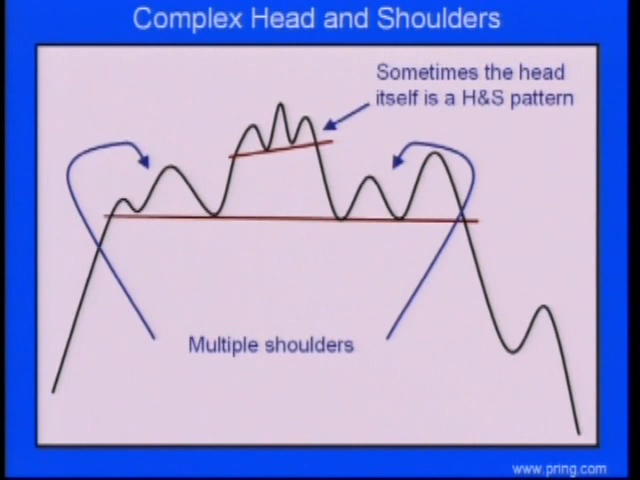 Complex Head and Shoulders
Sometimes the head
itself is a H&S pattern
Multiple shoulders
www.pring.com